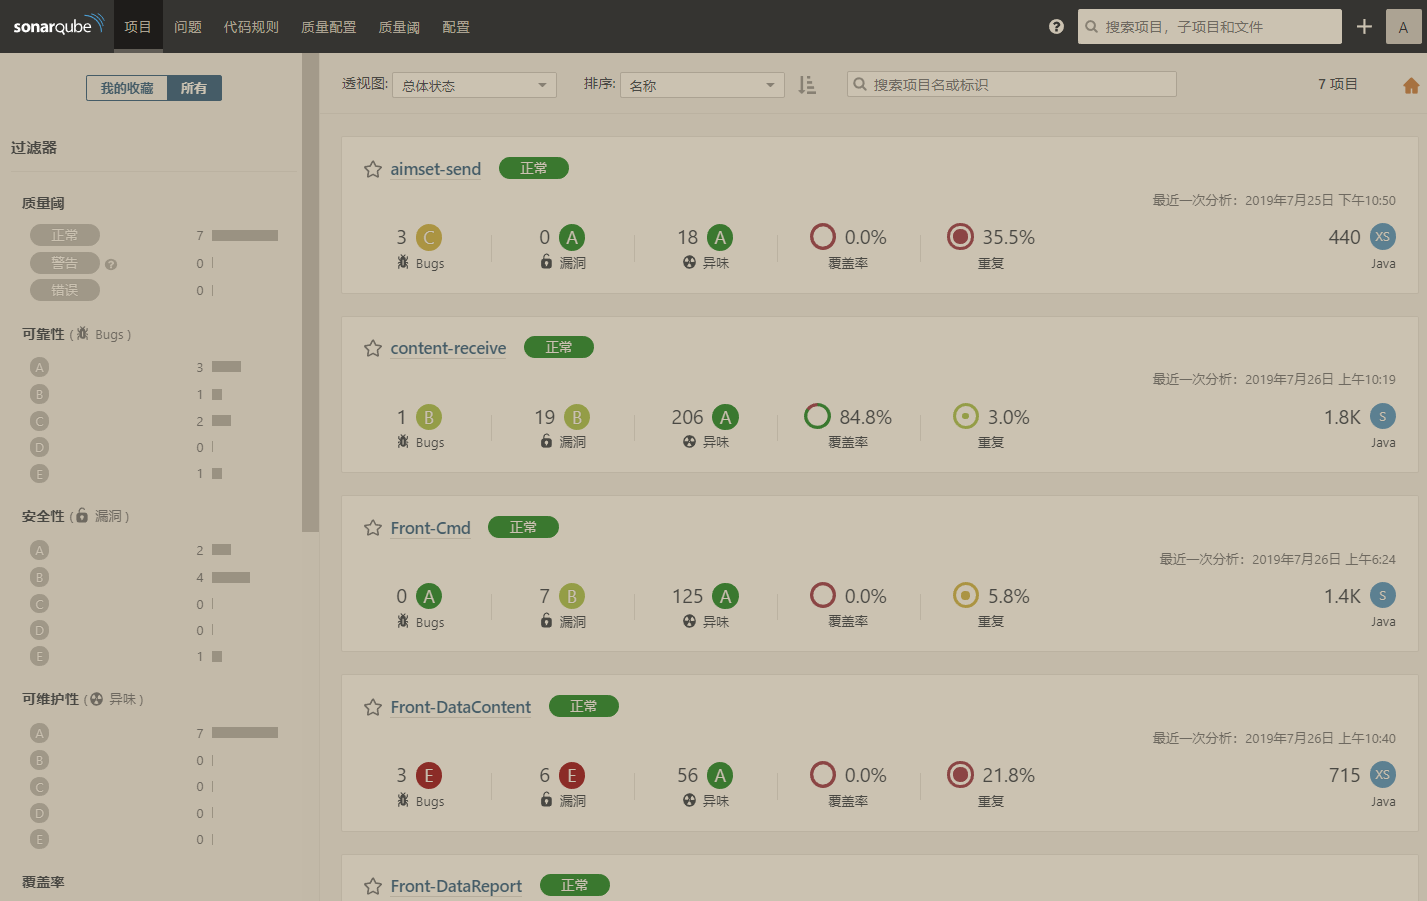 sonarqube 项目 问题 代码规则 质量配置 质量阈 配置 搜索项目，子项目和文件 A
我的收藏 所有
透视图: 总体状态 排序: 名称 搜索项目名或标识 7 项目
过滤器
质量阈
正常 7
警告 0
错误 0
可靠性 ( Bugs )
A 3
B 1
C 2
D 0
E 1
安全性 ( 漏洞 )
A 2
B 4
C 0
D 0
E 1
可维护性 ( 异味 )
A 7
B 0
C 0
D 0
E 0
覆盖率
aimset-send 正常
最近一次分析：2019年7月25日 下午10:50
3 C 0 A 18 A 0.0% 35.5% 440 XS
Bugs 漏洞 异味 覆盖率 重复 Java
content-receive 正常
最近一次分析：2019年7月26日 上午10:19
1 B 19 B 206 A 84.8% 3.0% 1.8K S
Bugs 漏洞 异味 覆盖率 重复 Java
Front-Cmd 正常
最近一次分析：2019年7月26日 上午6:24
0 A 7 B 125 A 0.0% 5.8% 1.4K S
Bugs 漏洞 异味 覆盖率 重复 Java
Front-DataContent 正常
最近一次分析：2019年7月26日 上午10:40
3 E 6 E 56 A 0.0% 21.8% 715 XS
Bugs 漏洞 异味 覆盖率 重复 Java
Front-DataReport 正常